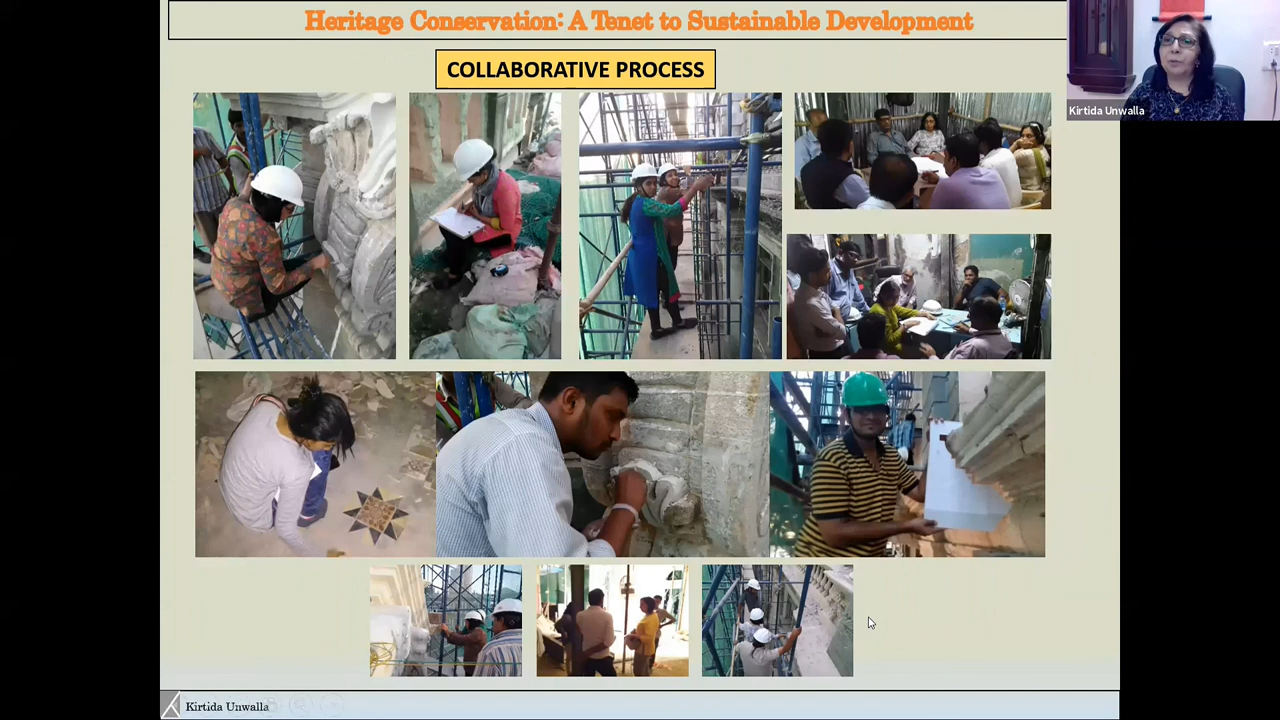 Heritage Conservation: A Tenet to Sustainable Development
COLLABORATIVE PROCESS
Kirtida Unwalla
Kirtida Unwalla